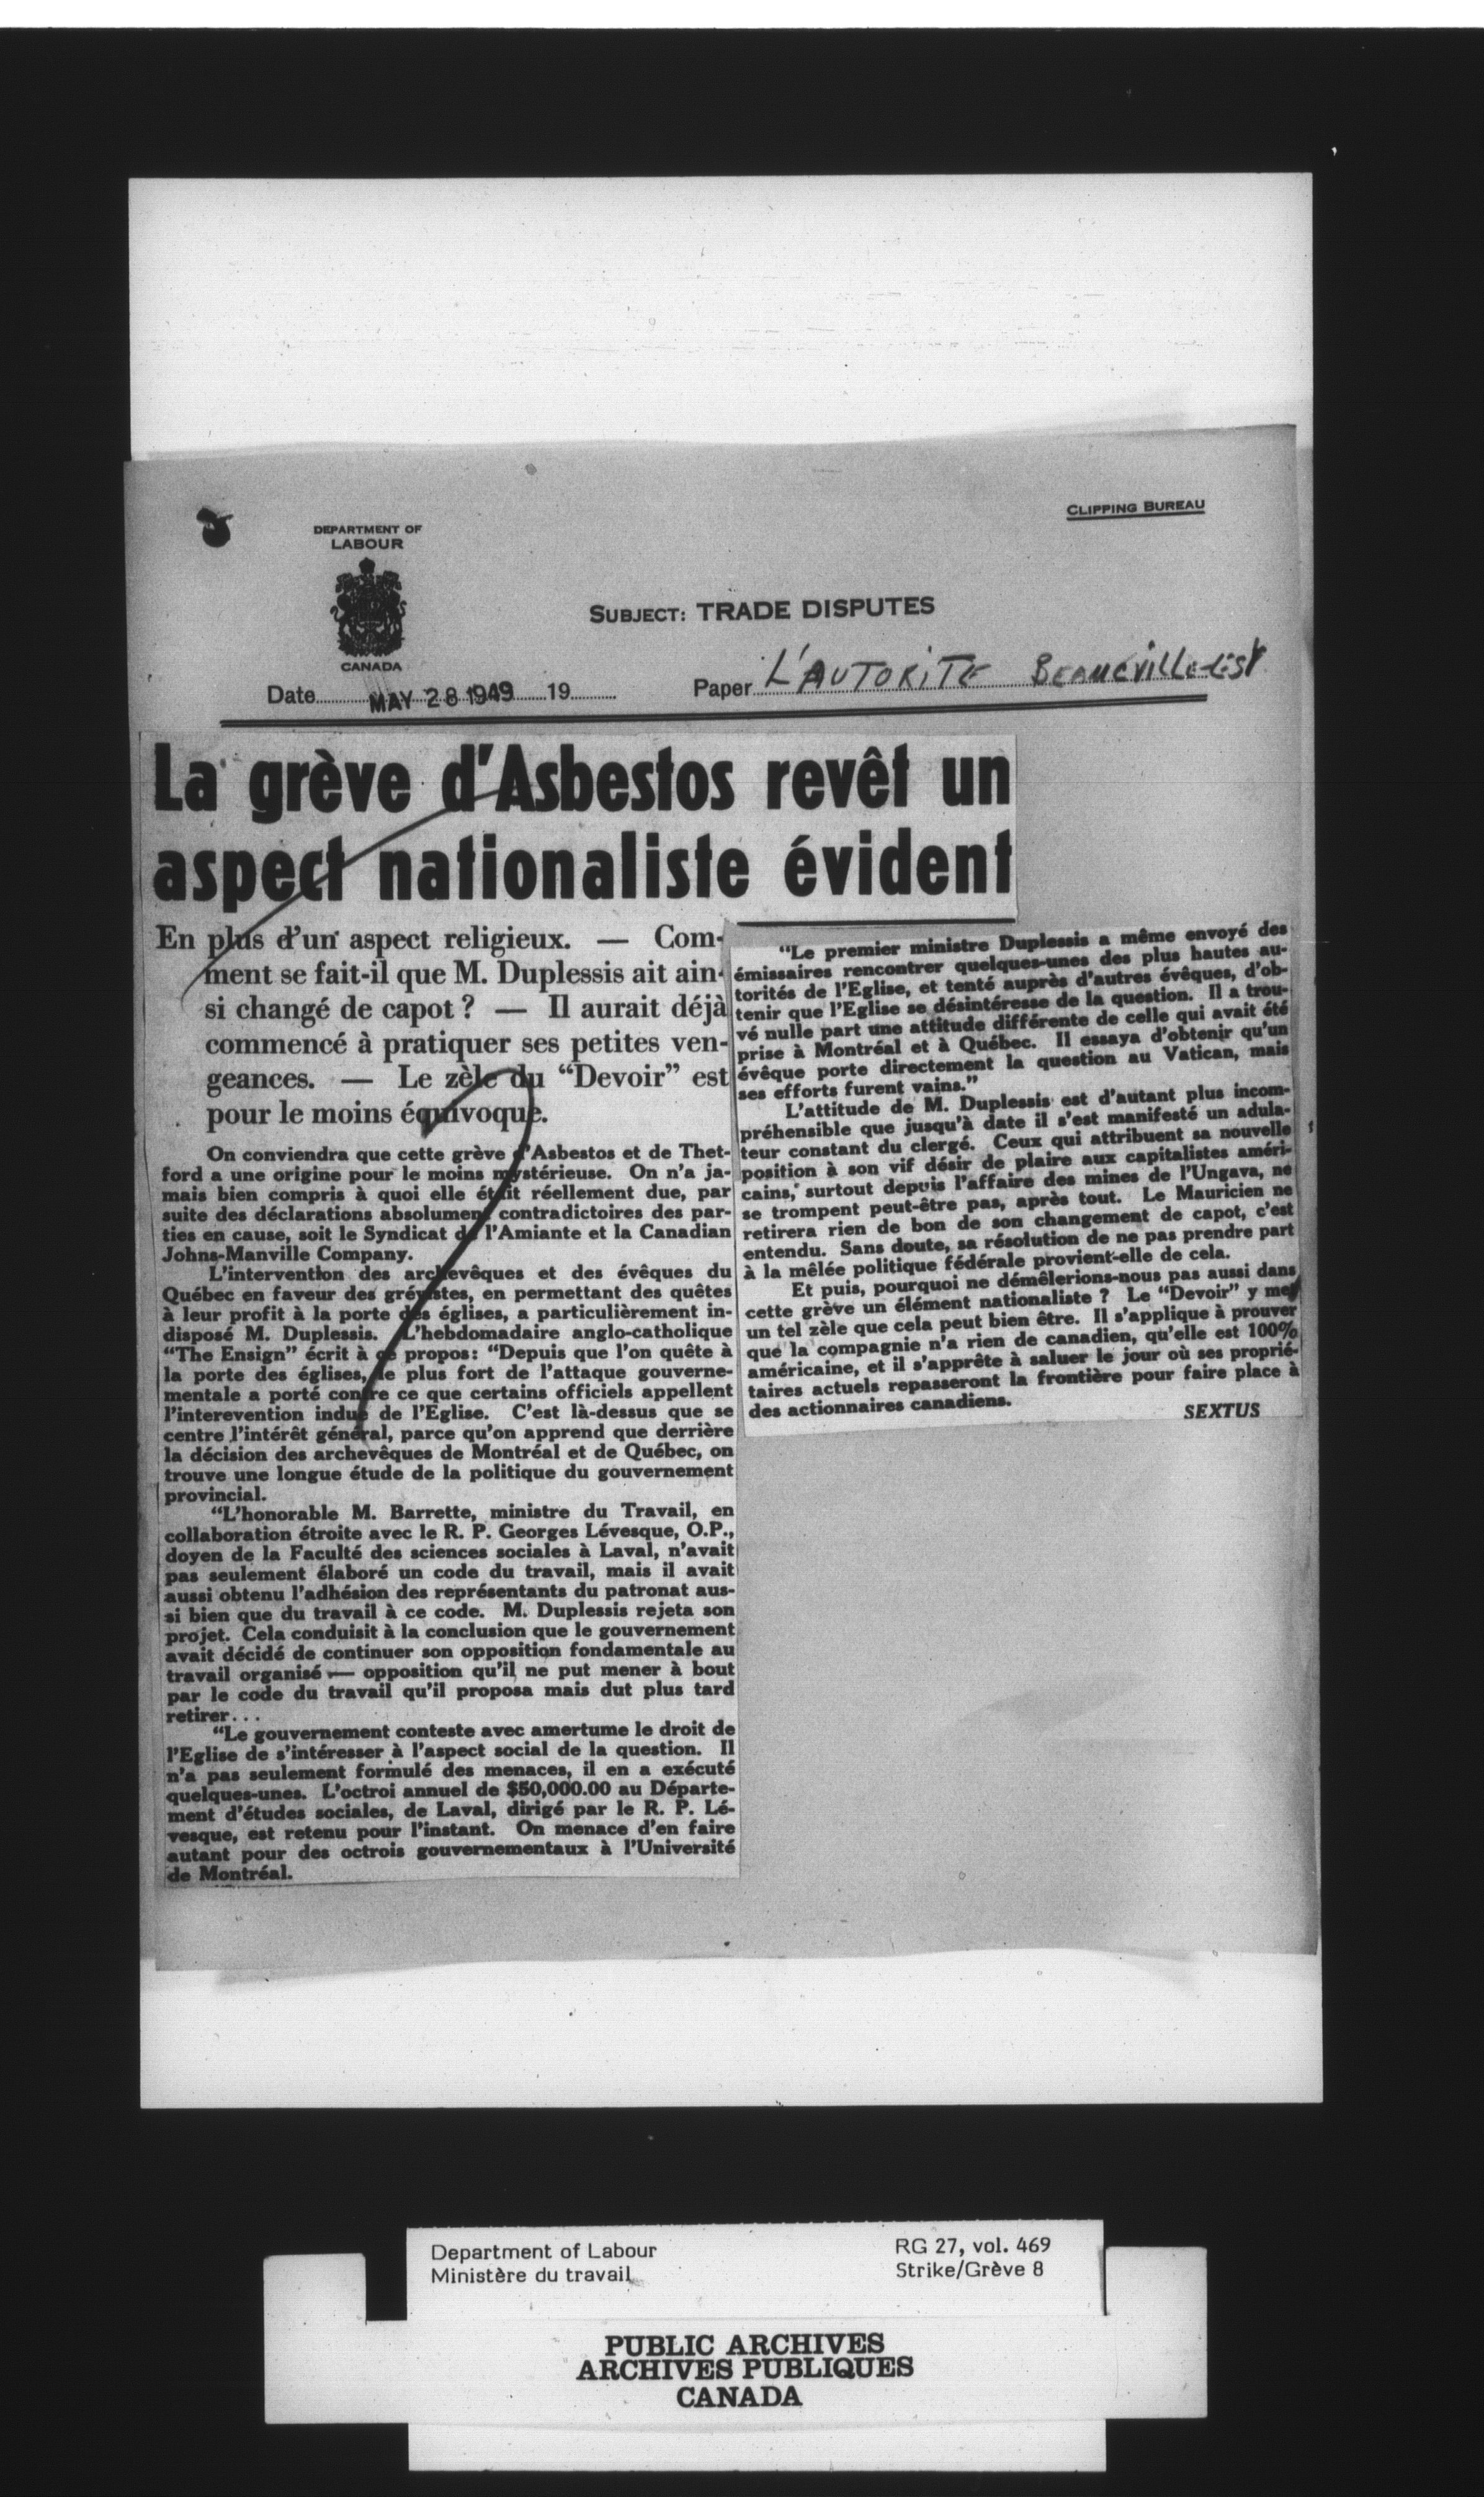 CLIPPING BUREAU
DEPARTMENT OF
LABOUR
CANADA
SUBJECT: TRADE DISPUTES
Date MAY 28 1949 19
Paper L'AUTORITE BEAUCEVILLE-EST
La grève d'Asbestos revêt un
aspect nationaliste évident
En plus d'un aspect religieux. — Com-
ment se fait-il que M. Duplessis ait ain-
si changé de capot ? — Il aurait déjà
commencé à pratiquer ses petites ven-
geances. — Le zèle du "Devoir" est
pour le moins équivoque.
On conviendra que cette grève d'Asbestos et de Thet-
ford a une origine pour le moins mystérieuse. On n'a ja-
mais bien compris à quoi elle était réellement due, par
suite des déclarations absolument contradictoires des par-
ties en cause, soit le Syndicat de l'Amiante et la Canadian
Johns-Manville Company.
L'intervention des archevêques et des évêques du
Québec en faveur des grévistes, en permettant des quêtes
à leur profit à la porte des églises, a particulièrement in-
disposé M. Duplessis. L'hebdomadaire anglo-catholique
"The Ensign" écrit à ce propos: "Depuis que l'on quête à
la porte des églises, le plus fort de l'attaque gouverne-
mentale a porté contre ce que certains officiels appellent
l'interevention indue de l'Eglise. C'est là-dessus que se
centre l'intérêt général, parce qu'on apprend que derrière
la décision des archevêques de Montréal et de Québec, on
trouve une longue étude de la politique du gouvernement
provincial.
"L'honorable M. Barrette, ministre du Travail, en
collaboration étroite avec le R. P. Georges Lévesque, O.P.,
doyen de la Faculté des sciences sociales à Laval, n'avait
pas seulement élaboré un code du travail, mais il avait
aussi obtenu l'adhésion des représentants du patronat aus-
si bien que du travail à ce code. M. Duplessis rejeta son
projet. Cela conduisit à la conclusion que le gouvernement
avait décidé de continuer son opposition fondamentale au
travail organisé — opposition qu'il ne put mener à bout
par le code du travail qu'il proposa mais dut plus tard
retirer...
"Le gouvernement conteste avec amertume le droit de
l'Eglise de s'intéresser à l'aspect social de la question. Il
n'a pas seulement formulé des menaces, il en a exécuté
quelques-unes. L'octroi annuel de $50,000.00 au Départe-
ment d'études sociales, de Laval, dirigé par le R. P. Lé-
vesque, est retenu pour l'instant. On menace d'en faire
autant pour des octrois gouvernementaux à l'Université
de Montréal.
"Le premier ministre Duplessis a même envoyé des
émissaires rencontrer quelques-unes des plus hautes au-
torités de l'Eglise, et tenté auprès d'autres évêques, d'ob-
tenir que l'Eglise se désintéresse de la question. Il a trou-
vé nulle part une attitude différente de celle qui avait été
prise à Montréal et à Québec. Il essaya d'obtenir qu'un
évêque porte directement la question au Vatican, mais
ses efforts furent vains."
L'attitude de M. Duplessis est d'autant plus incom-
préhensible que jusqu'à date il s'est manifesté un adula-
teur constant du clergé. Ceux qui attribuent sa nouvelle
position à son vif désir de plaire aux capitalistes améri-
cains, surtout depuis l'affaire des mines de l'Ungava, ne
se trompent peut-être pas, après tout. Le Mauricien ne
retirera rien de bon de son changement de capot, c'est
entendu. Sans doute, sa résolution de ne pas prendre part
à la mêlée politique fédérale provient-elle de cela.
Et puis, pourquoi ne démêlerions-nous pas aussi dans
cette grève un élément nationaliste ? Le "Devoir" y met
un tel zèle que cela peut bien être. Il s'applique à prouver
que la compagnie n'a rien de canadien, qu'elle est 100%
américaine, et il s'apprête à saluer le jour où ses proprié-
taires actuels repasseront la frontière pour faire place à
des actionnaires canadiens.
SEXTUS
Department of Labour
Ministère du travail
RG 27, vol. 469
Strike/Grève 8
PUBLIC ARCHIVES
ARCHIVES PUBLIQUES
CANADA